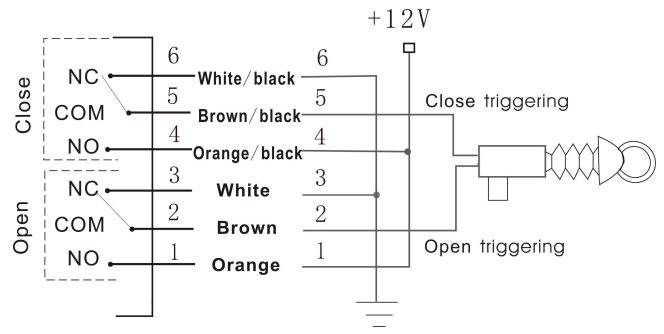 +12V
6 6
NC White/black
5 5
COM Brown/black Close triggering
Close
4 4
NO Orange/black
3 3
NC White
2 2
COM Brown
Open
Open triggering
1 1
NO Orange